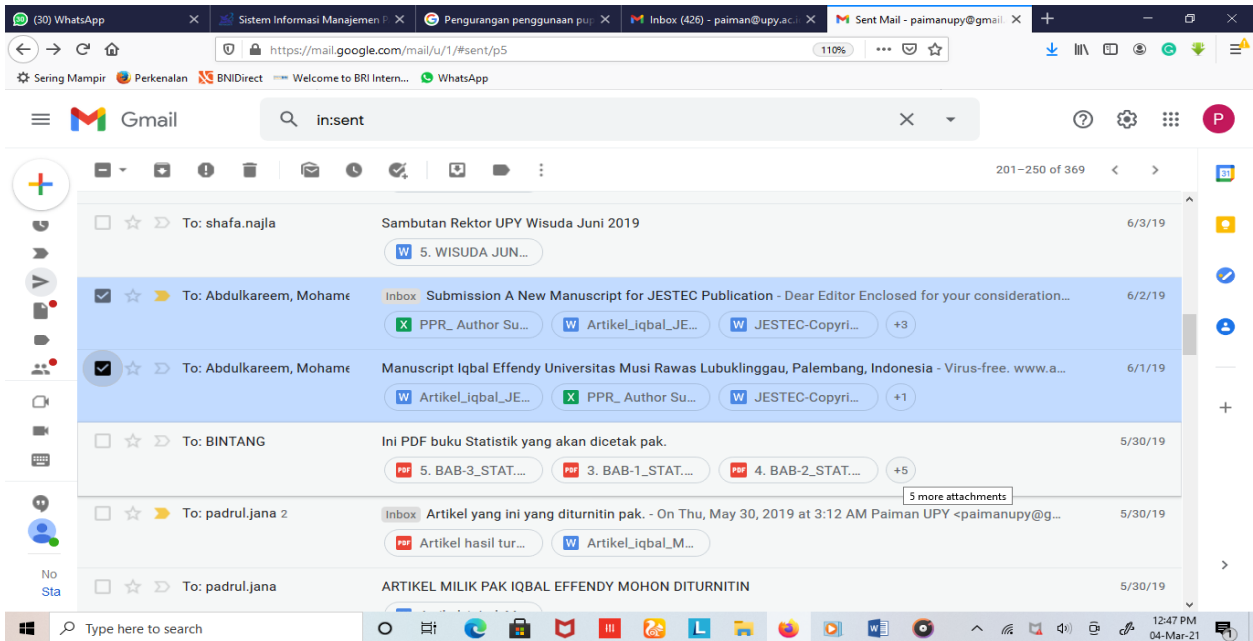 (30) WhatsApp
Sistem Informasi Manajemen P
Pengurangan penggunaan pup
Inbox (426) - paiman@upy.ac.i
Sent Mail - paimanupy@gmail.
https://mail.google.com/mail/u/1/#sent/p5
110%
Sering Mampir Perkenalan BNIDirect Welcome to BRI Intern... WhatsApp
Gmail
in:sent
P
201–250 of 369
31
To: shafa.najla Sambutan Rektor UPY Wisuda Juni 2019 6/3/19
W 5. WISUDA JUN...
To: Abdulkareem, Mohame Inbox Submission A New Manuscript for JESTEC Publication - Dear Editor Enclosed for your consideration... 6/2/19
X PPR_ Author Su... W Artikel_iqbal_JE... W JESTEC-Copyri... +3
To: Abdulkareem, Mohame Manuscript Iqbal Effendy Universitas Musi Rawas Lubuklinggau, Palembang, Indonesia - Virus-free. www.a... 6/1/19
W Artikel_iqbal_JE... X PPR_ Author Su... W JESTEC-Copyri... +1
To: BINTANG Ini PDF buku Statistik yang akan dicetak pak. 5/30/19
PDF 5. BAB-3_STAT.... PDF 3. BAB-1_STAT.... PDF 4. BAB-2_STAT.... +5
5 more attachments
To: padrul.jana 2 Inbox Artikel yang ini yang diturnitin pak. - On Thu, May 30, 2019 at 3:12 AM Paiman UPY <paimanupy@g... 5/30/19
PDF Artikel hasil tur... W Artikel_iqbal_M...
To: padrul.jana ARTIKEL MILIK PAK IQBAL EFFENDY MOHON DITURNITIN 5/30/19
No
Sta
Type here to search
12:47 PM
04-Mar-21